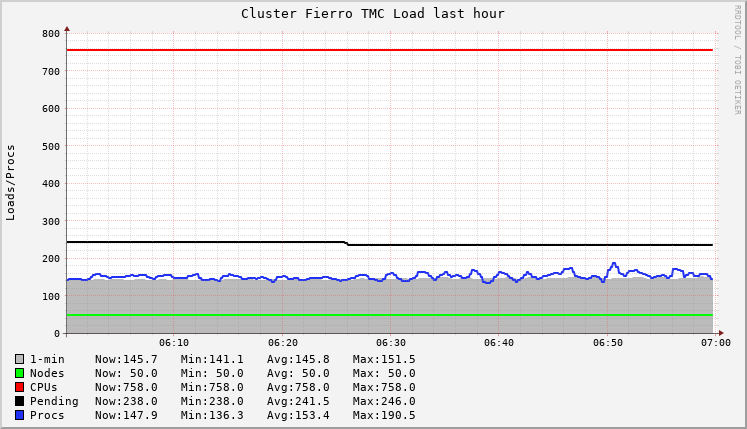 Cluster Fierro TMC Load last hour
RRDTOOL / TOBI OETIKER
Loads/Procs
800
700
600
500
400
300
200
100
0
06:10 06:20 06:30 06:40 06:50 07:00
1-min Now:145.7 Min:141.1 Avg:145.8 Max:151.5
Nodes Now: 50.0 Min: 50.0 Avg: 50.0 Max: 50.0
CPUs Now:758.0 Min:758.0 Avg:758.0 Max:758.0
Pending Now:238.0 Min:238.0 Avg:241.5 Max:246.0
Procs Now:147.9 Min:136.3 Avg:153.4 Max:190.5